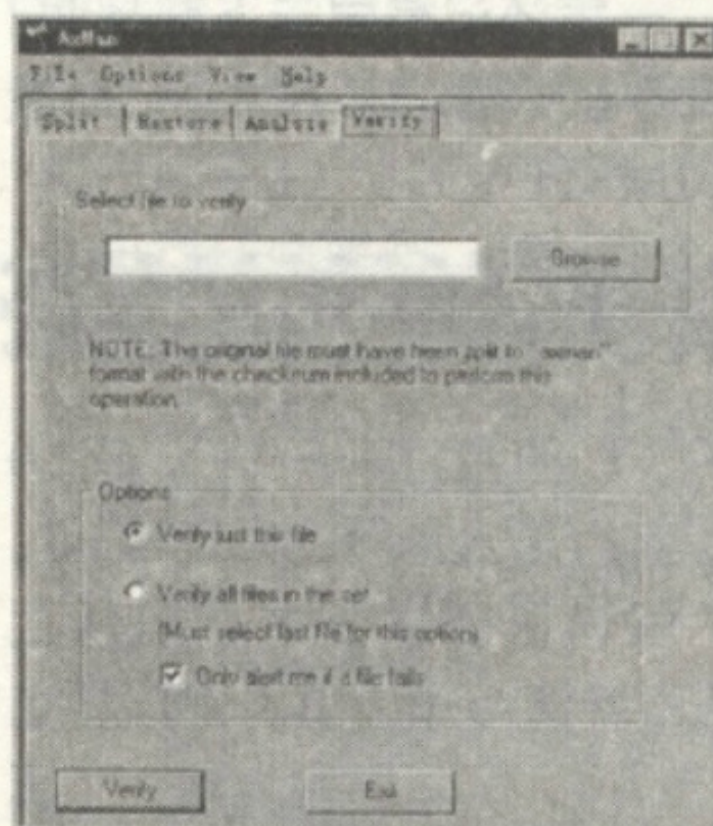 AxMan
File Options View Help
Split Restore Analyze Verify
Select file to verify
Browse
NOTE: The original file must have been split to "axman"
format with the checksum included to perform this
operation
Options
Verify just this file
Verify all files in the set
(Must select last file for this option)
Only alert me if a file fails
Verify Exit